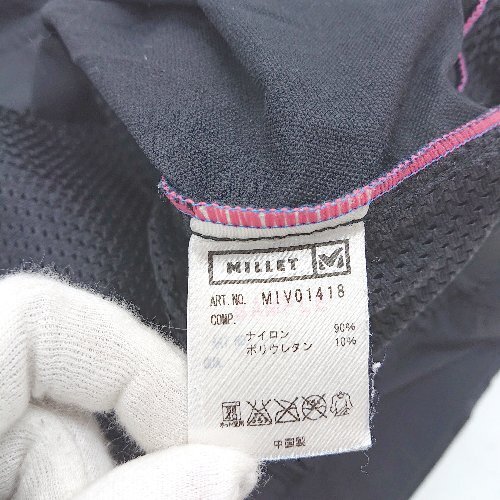 MILLET
ART.NO. MIV01418
COMP.
ナイロン 90%
ポリウレタン 10%
中国製